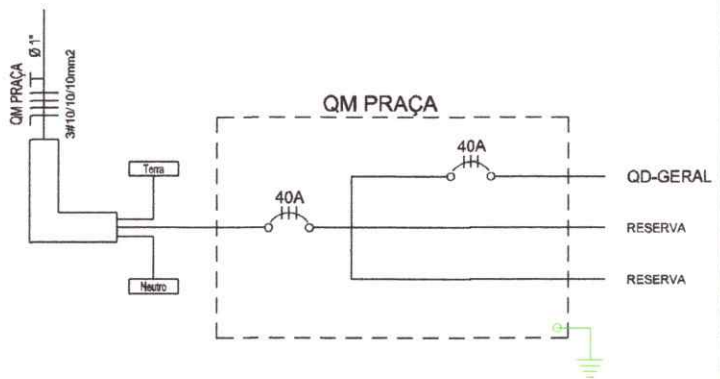 QM PRAÇA
Ø 1"
3#10/10/10mm2
QM PRAÇA
Terra
40A
40A
QD-GERAL
RESERVA
RESERVA
Neutro